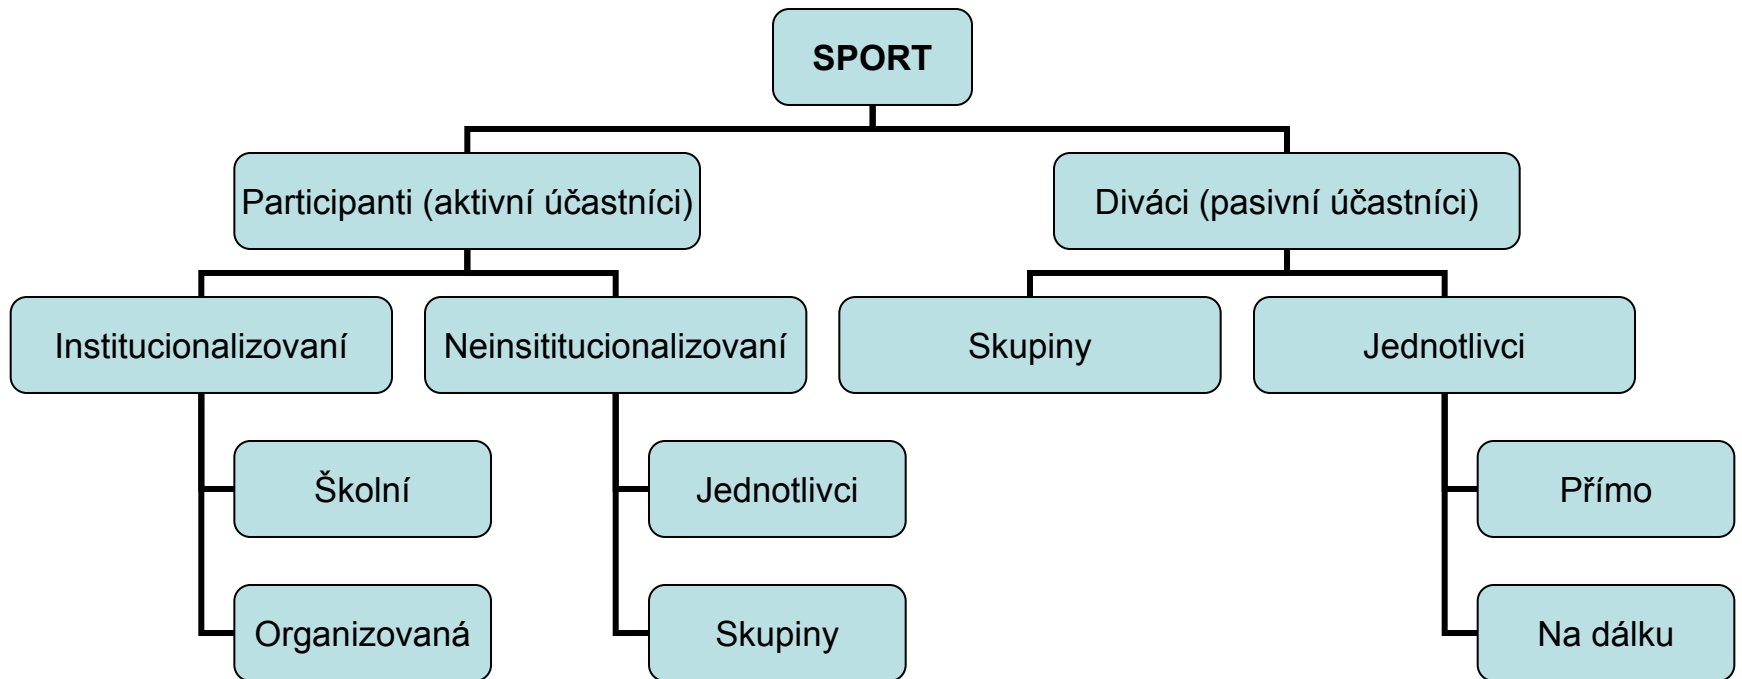 SPORT
Participanti (aktivní účastníci)
Diváci (pasivní účastníci)
Institucionalizovaní
Neinsititucionalizovaní
Skupiny
Jednotlivci
Školní
Jednotlivci
Přímo
Organizovaná
Skupiny
Na dálku